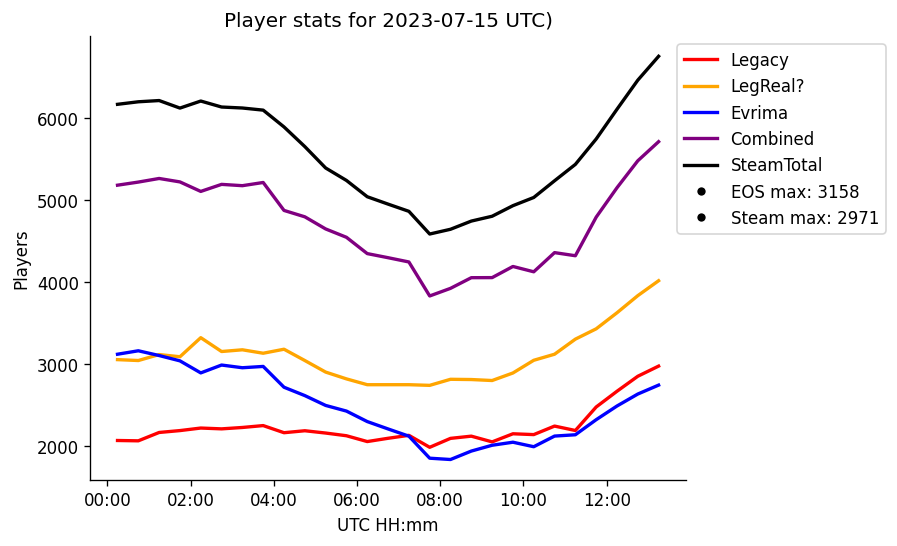 Player stats for 2023-07-15 UTC)
Legacy
LegReal?
Evrima
Combined
SteamTotal
EOS max: 3158
Steam max: 2971
Players
6000
5000
4000
3000
2000
00:00 02:00 04:00 06:00 08:00 10:00 12:00
UTC HH:mm